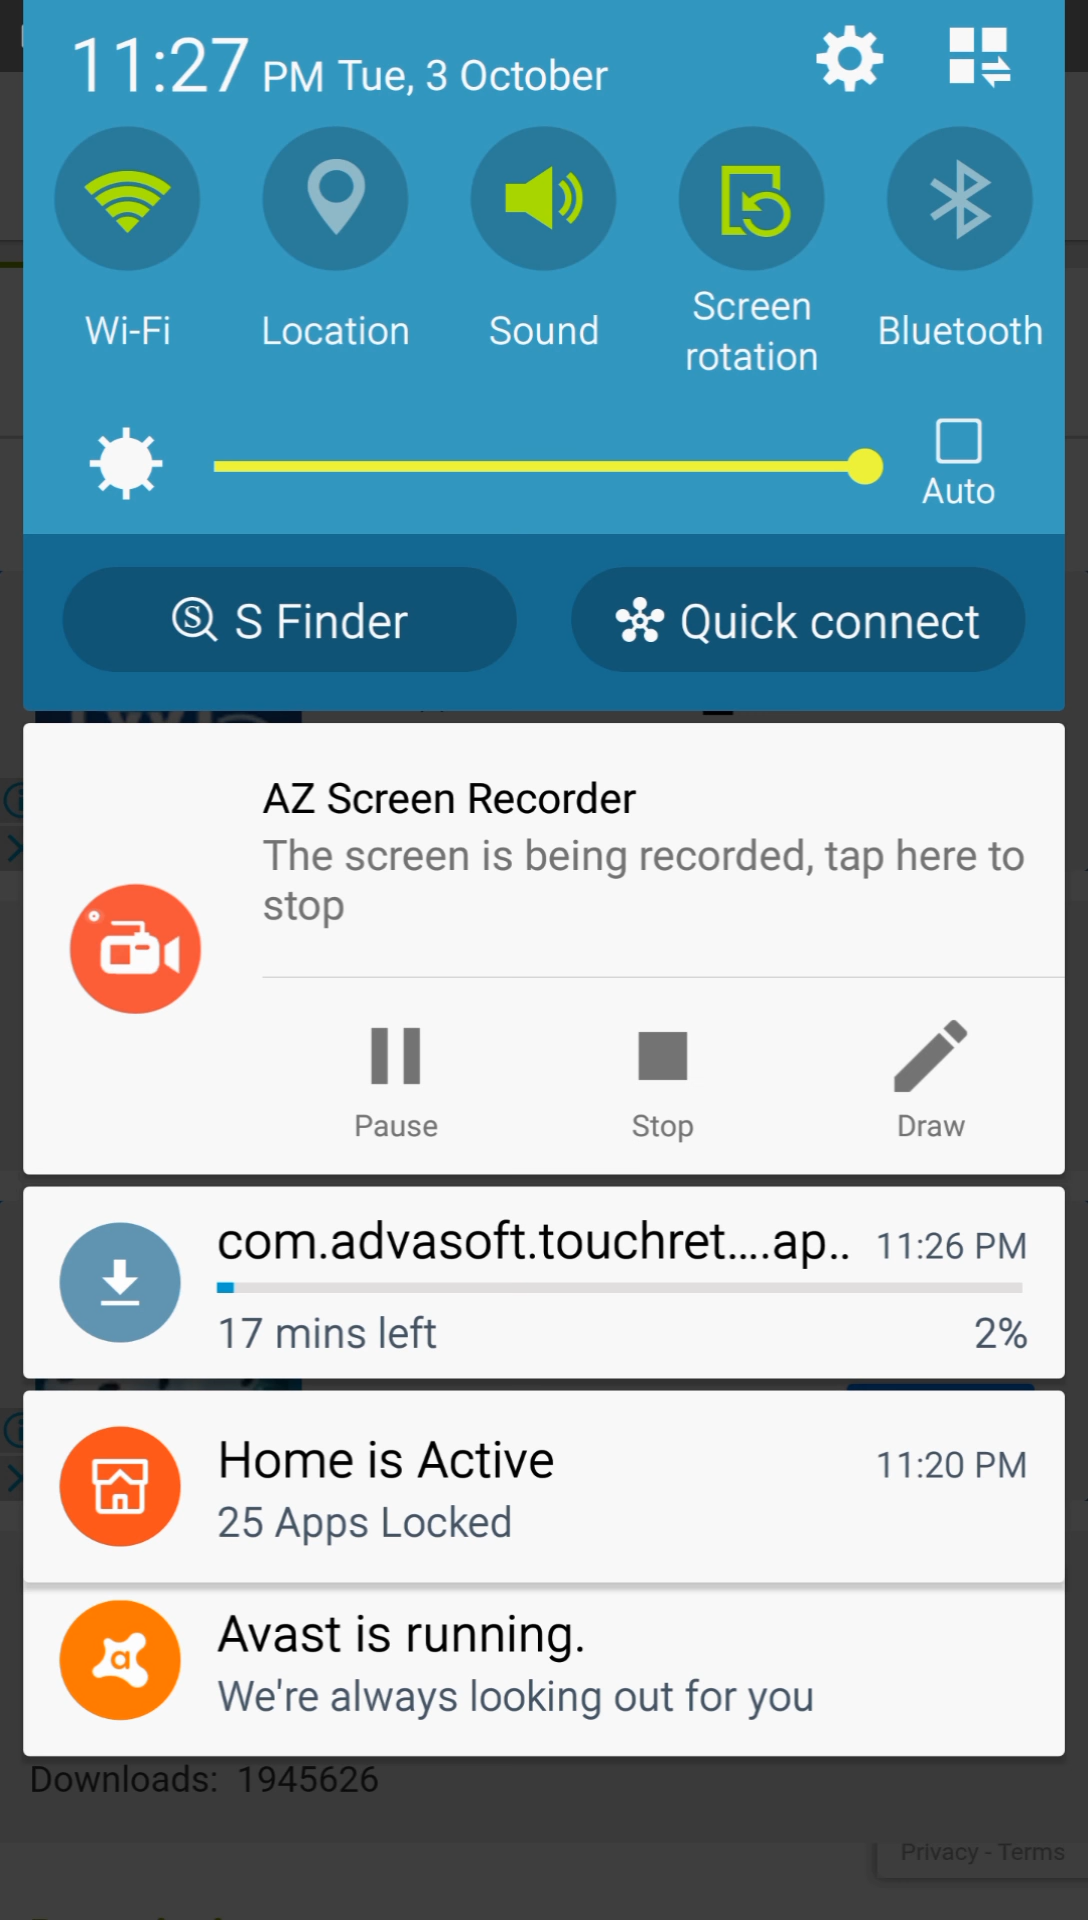 11:27 PM Tue, 3 October
Wi-Fi
Location
Sound
Screen
rotation
Bluetooth
Auto
S Finder
Quick connect
AZ Screen Recorder
The screen is being recorded, tap here to
stop
Pause
Stop
Draw
com.advasoft.touchret....ap.. 11:26 PM
17 mins left 2%
Home is Active 11:20 PM
25 Apps Locked
Avast is running.
We're always looking out for you
Downloads: 1945626
Privacy - Terms